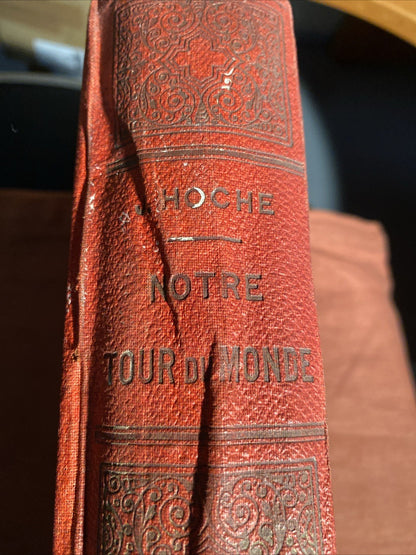 J. HOCHE
NOTRE
TOUR DU MONDE